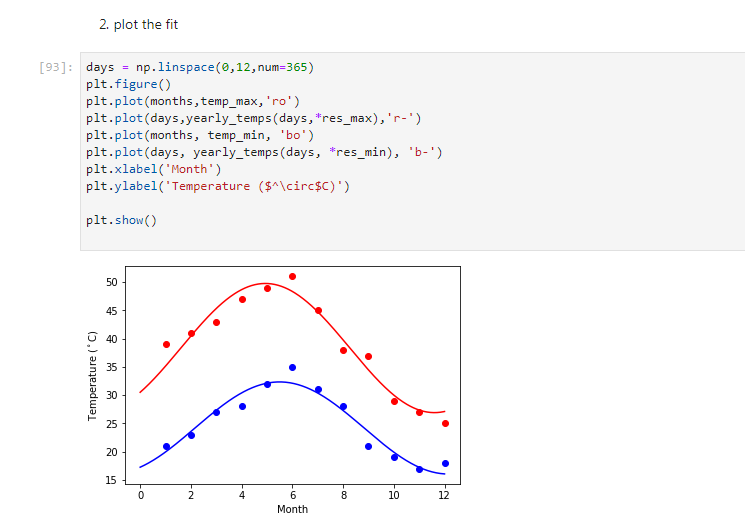 2. plot the fit
[93]: days = np.linspace(0,12,num=365)
plt.figure()
plt.plot(months,temp_max,'ro')
plt.plot(days,yearly_temps(days,*res_max),'r-')
plt.plot(months, temp_min, 'bo')
plt.plot(days, yearly_temps(days, *res_min), 'b-')
plt.xlabel('Month')
plt.ylabel('Temperature ($^\circ$C)')
plt.show()
50
45
40
35
30
25
20
15
Temperature (°C)
0 2 4 6 8 10 12
Month